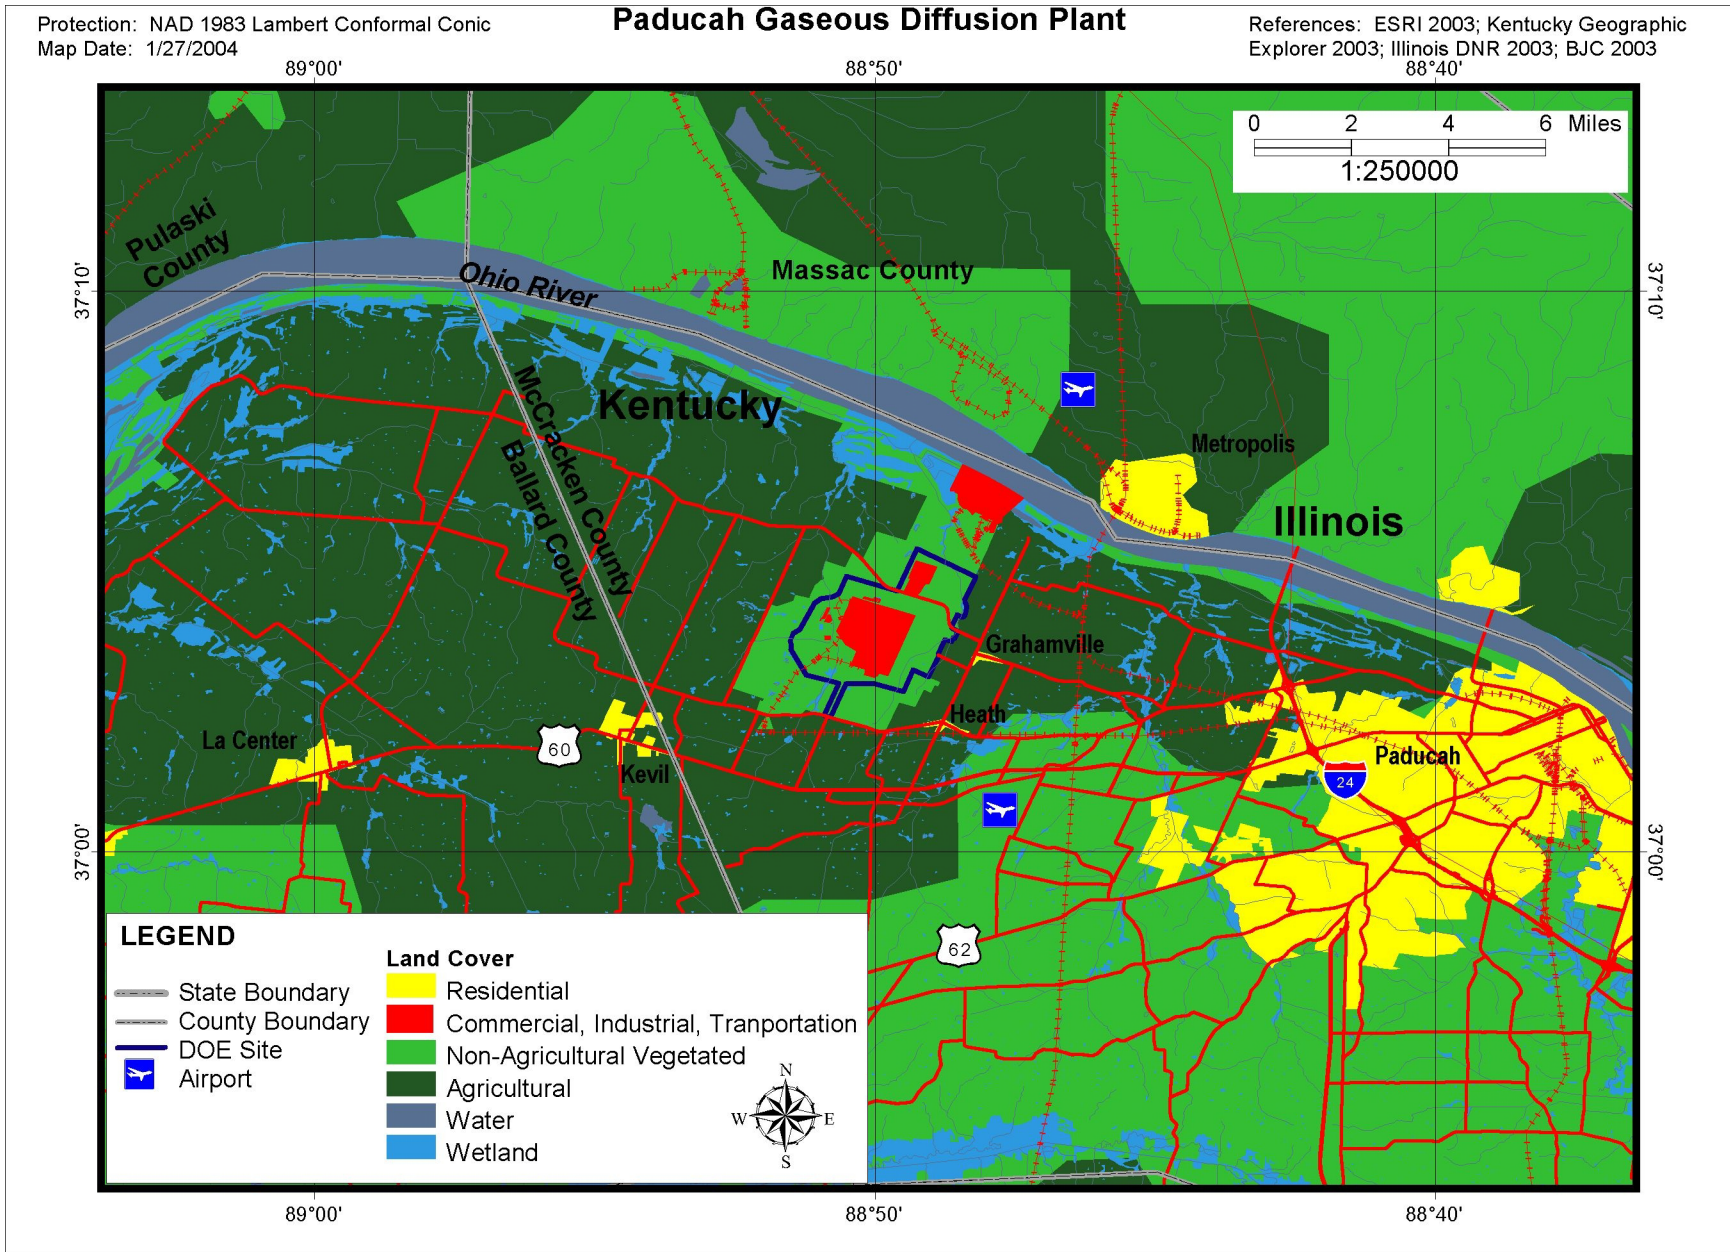 Paducah Gaseous Diffusion Plant
Protection:  NAD 1983 Lambert Conformal Conic
Map Date:  1/27/2004
References:  ESRI 2003; Kentucky Geographic
Explorer 2003; Illinois DNR 2003; BJC 2003
89°00'
88°50'
88°40'
0 2 4 6 Miles
1:250000
Pulaski
County
Ohio River
Massac County
37°10'
37°10'
McCracken County
Ballard County
Kentucky
Metropolis
Illinois
Grahamville
Heath
La Center
60
Kevil
Paducah
24
37°00'
37°0'
62
LEGEND
State Boundary
County Boundary
DOE Site
Airport
Land Cover
Residential
Commercial, Industrial, Tranportation
Non-Agricultural Vegetated
Agricultural
Water
Wetland
N
W E
S
89°00'
88°50'
88°40'